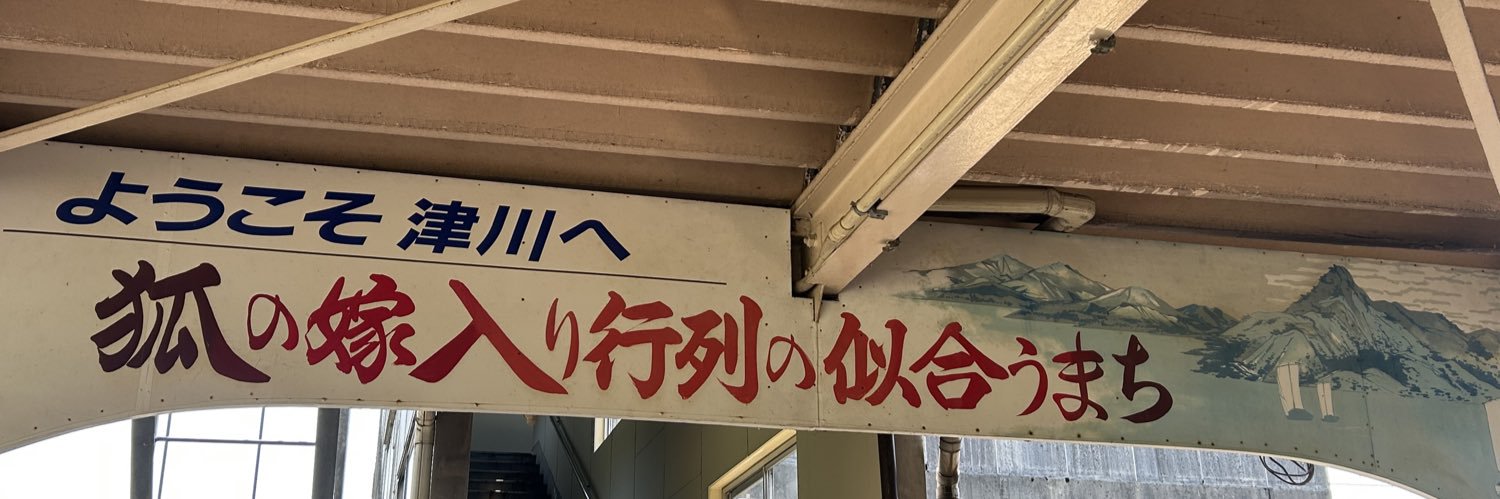 ようこそ 津川へ
狐の嫁入り行列の似合うまち